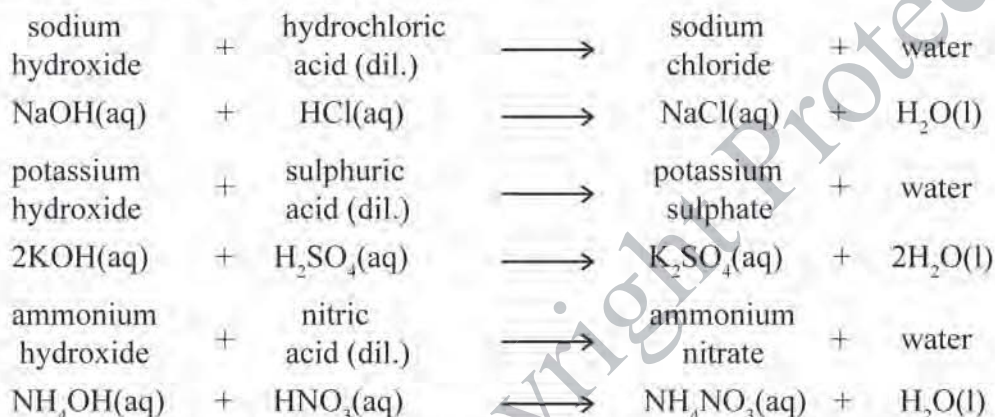 sodium hydroxide + hydrochloric acid (dil.) ⟶ sodium chloride + water
NaOH(aq) + HCl(aq) ⟶ NaCl(aq) + H₂O(l)
potassium hydroxide + sulphuric acid (dil.) ⟶ potassium sulphate + water
2KOH(aq) + H₂SO₄(aq) ⟶ K₂SO₄(aq) + 2H₂O(l)
ammonium hydroxide + nitric acid (dil.) ⟶ ammonium nitrate + water
NH₄OH(aq) + HNO₃(aq) ⟷ NH₄NO₃(aq) + H₂O(l)